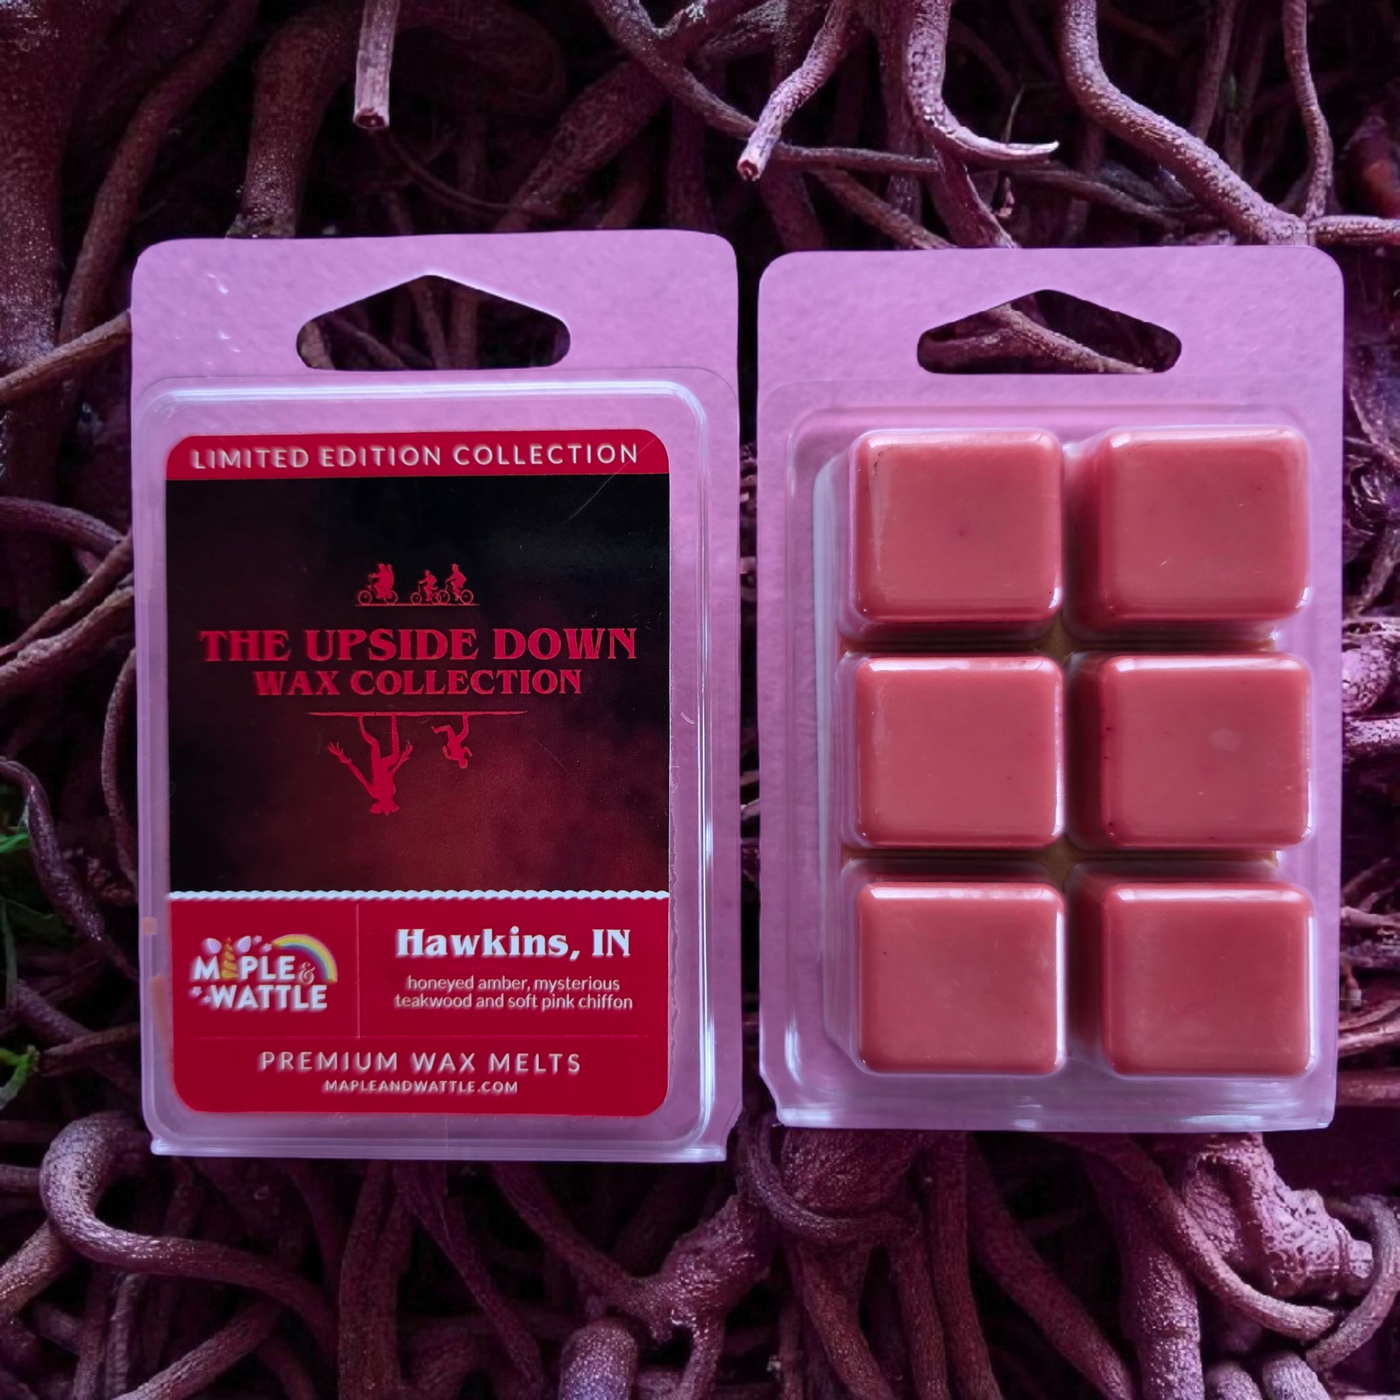 LIMITED EDITION COLLECTION
THE UPSIDE DOWN
WAX COLLECTION
MAPLE &
WATTLE
Hawkins, IN
honeyed amber, mysterious
teakwood and soft pink chiffon
PREMIUM WAX MELTS
MAPLEANDWATTLE.COM